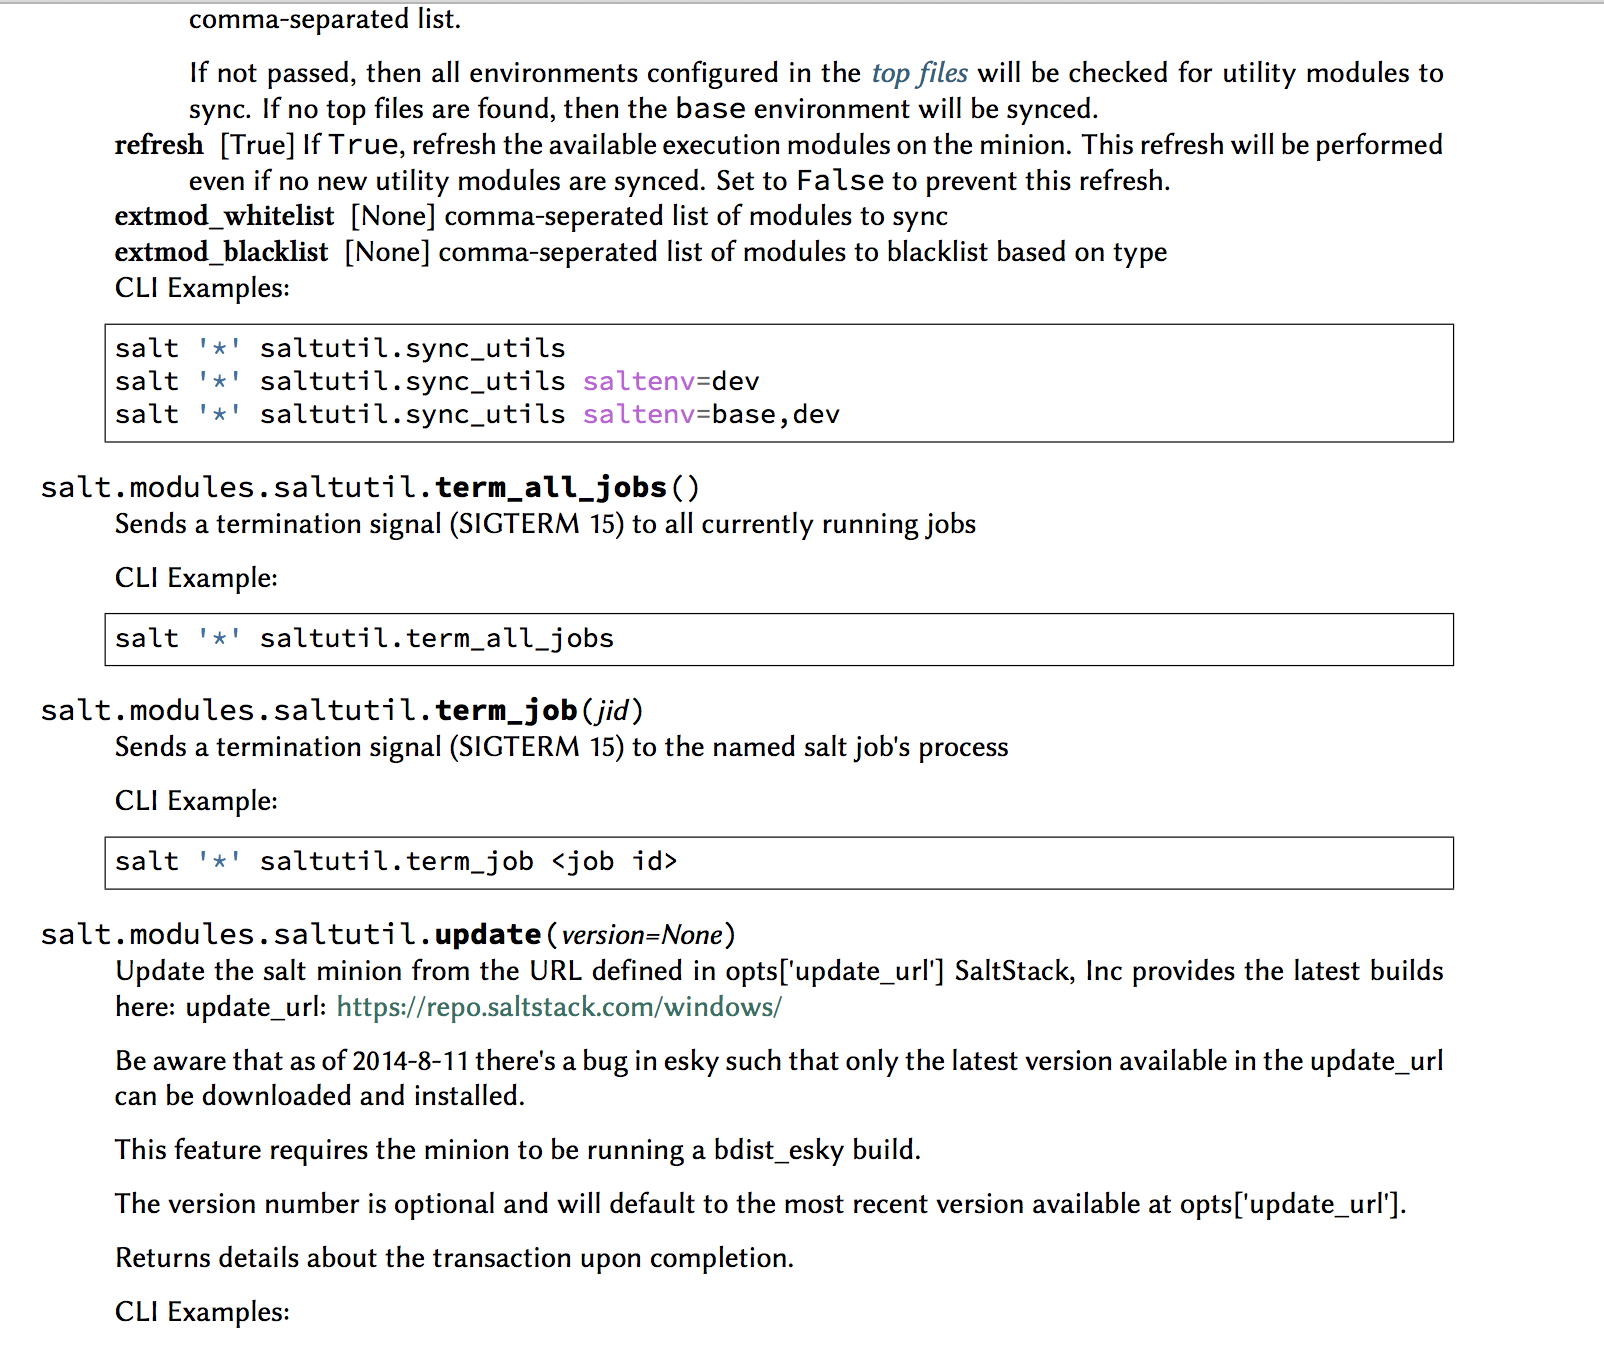 comma-separated list.
If not passed, then all environments configured in the top files will be checked for utility modules to
sync. If no top files are found, then the base environment will be synced.
refresh [True] If True, refresh the available execution modules on the minion. This refresh will be performed
even if no new utility modules are synced. Set to False to prevent this refresh.
extmod_whitelist [None] comma-seperated list of modules to sync
extmod_blacklist [None] comma-seperated list of modules to blacklist based on type
CLI Examples:
salt '*' saltutil.sync_utils
salt '*' saltutil.sync_utils saltenv=dev
salt '*' saltutil.sync_utils saltenv=base,dev
salt.modules.saltutil.term_all_jobs()
Sends a termination signal (SIGTERM 15) to all currently running jobs
CLI Example:
salt '*' saltutil.term_all_jobs
salt.modules.saltutil.term_job(jid)
Sends a termination signal (SIGTERM 15) to the named salt job's process
CLI Example:
salt '*' saltutil.term_job <job id>
salt.modules.saltutil.update(version=None)
Update the salt minion from the URL defined in opts['update_url'] SaltStack, Inc provides the latest builds
here: update_url: https://repo.saltstack.com/windows/
Be aware that as of 2014-8-11 there's a bug in esky such that only the latest version available in the update_url
can be downloaded and installed.
This feature requires the minion to be running a bdist_esky build.
The version number is optional and will default to the most recent version available at opts['update_url'].
Returns details about the transaction upon completion.
CLI Examples: